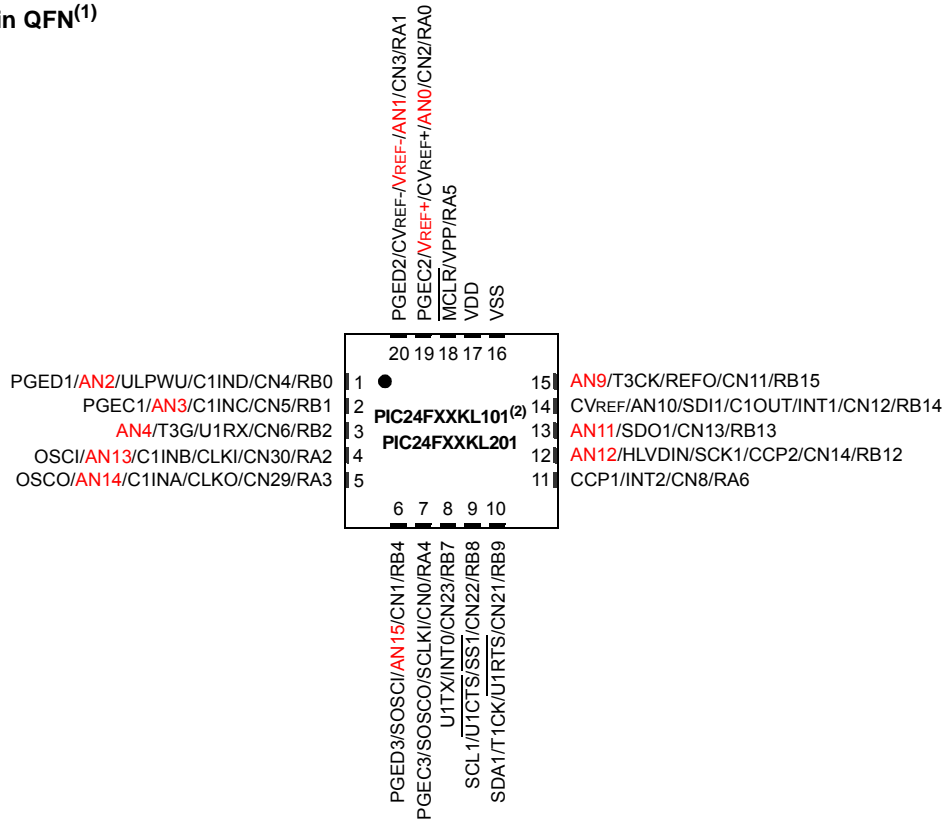 in QFN(1)
PGED2/CVREF-/VREF-/AN1/CN3/RA1
PGEC2/VREF+/CVREF+/AN0/CN2/RA0
MCLR/VPP/RA5
VDD
VSS
20 19 18 17 16
PGED1/AN2/ULPWU/C1IND/CN4/RB0 1
PGEC1/AN3/C1INC/CN5/RB1 2
AN4/T3G/U1RX/CN6/RB2 3
OSCI/AN13/C1INB/CLKI/CN30/RA2 4
OSCO/AN14/C1INA/CLKO/CN29/RA3 5
PIC24FXXKL101(2)
PIC24FXXKL201
15 AN9/T3CK/REFO/CN11/RB15
14 CVREF/AN10/SDI1/C1OUT/INT1/CN12/RB14
13 AN11/SDO1/CN13/RB13
12 AN12/HLVDIN/SCK1/CCP2/CN14/RB12
11 CCP1/INT2/CN8/RA6
6 7 8 9 10
PGED3/SOSCI/AN15/CN1/RB4
PGEC3/SOSCO/SCLKI/CN0/RA4
U1TX/INT0/CN23/RB7
SCL1/U1CTS/SS1/CN22/RB8
SDA1/T1CK/U1RTS/CN21/RB9